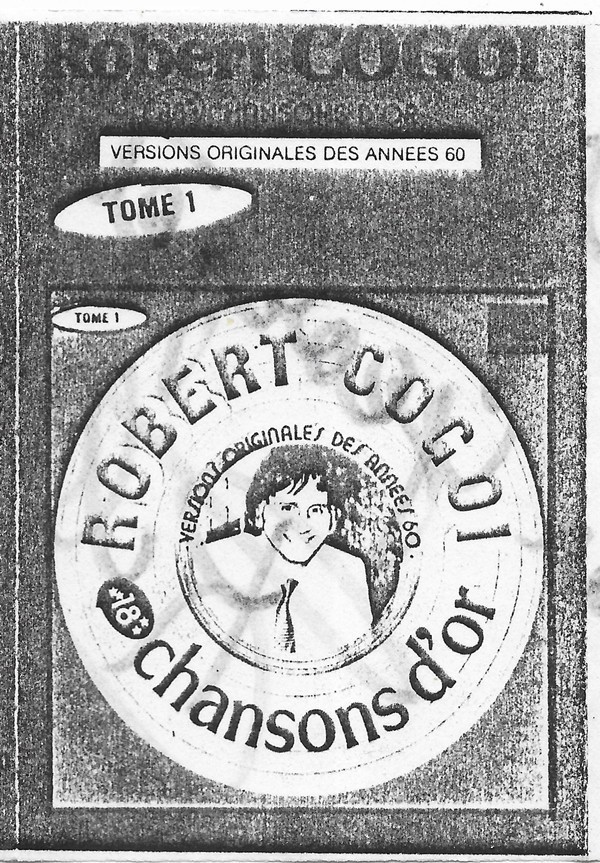 Robert COGOI
VERSIONS ORIGINALES DES ANNEES 60
TOME 1
TOME 1
ROBERT COGOI
VERSIONS ORIGINALES DES ANNEES 60
18
chansons d'or